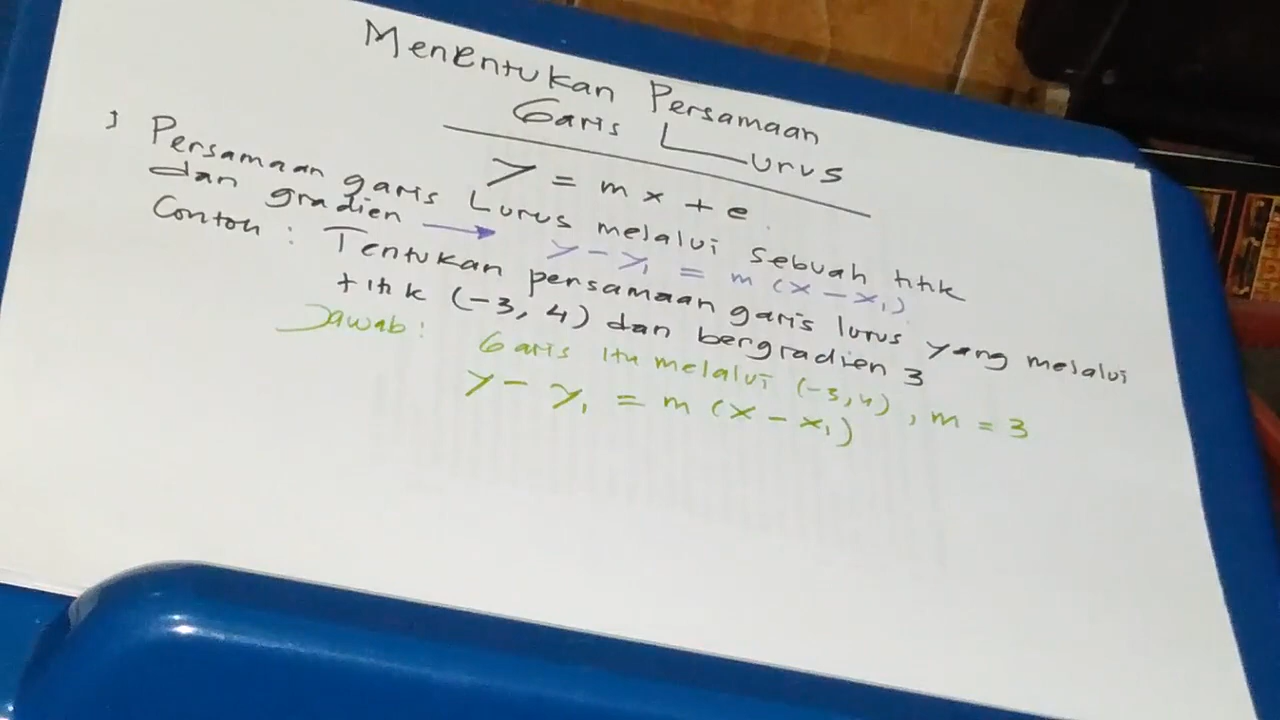 Menentukan Persamaan
Garis Lurus
y = mx + c
1 Persamaan garis Lurus melalui sebuah titik
dan gradien → y - y₁ = m (x - x₁)
Contoh : Tentukan persamaan garis lurus yang melalui
titik (-3, 4) dan bergradien 3
Jawab : Garis itu melalui (-3, 4) , m = 3
y - y₁ = m (x - x₁)